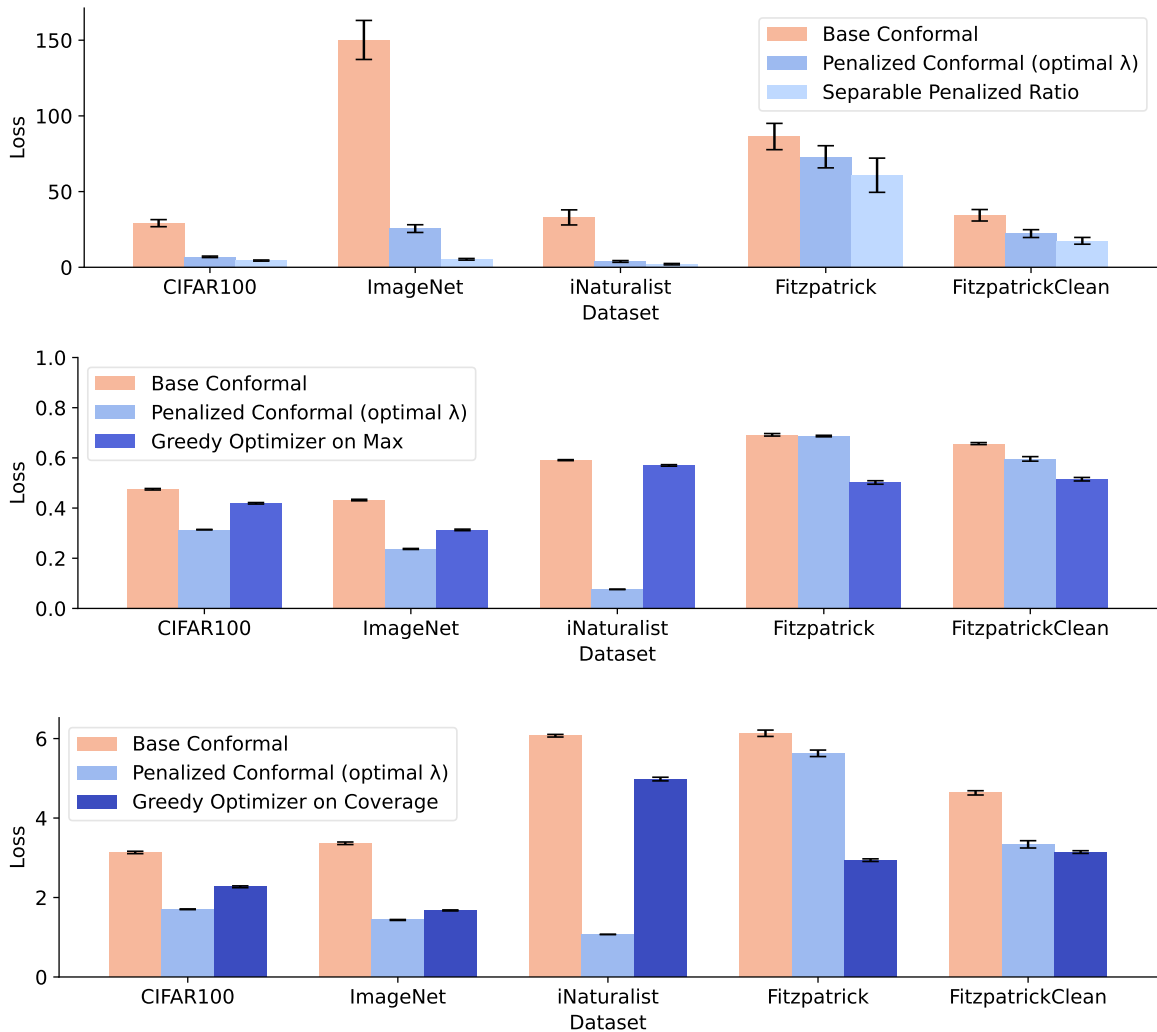 Base Conformal
Penalized Conformal (optimal λ)
Separable Penalized Ratio
Loss
150
100
50
0
CIFAR100 ImageNet iNaturalist Fitzpatrick FitzpatrickClean
Dataset
Base Conformal
Penalized Conformal (optimal λ)
Greedy Optimizer on Max
Loss
1.0
0.8
0.6
0.4
0.2
0.0
CIFAR100 ImageNet iNaturalist Fitzpatrick FitzpatrickClean
Dataset
Base Conformal
Penalized Conformal (optimal λ)
Greedy Optimizer on Coverage
Loss
6
4
2
0
CIFAR100 ImageNet iNaturalist Fitzpatrick FitzpatrickClean
Dataset